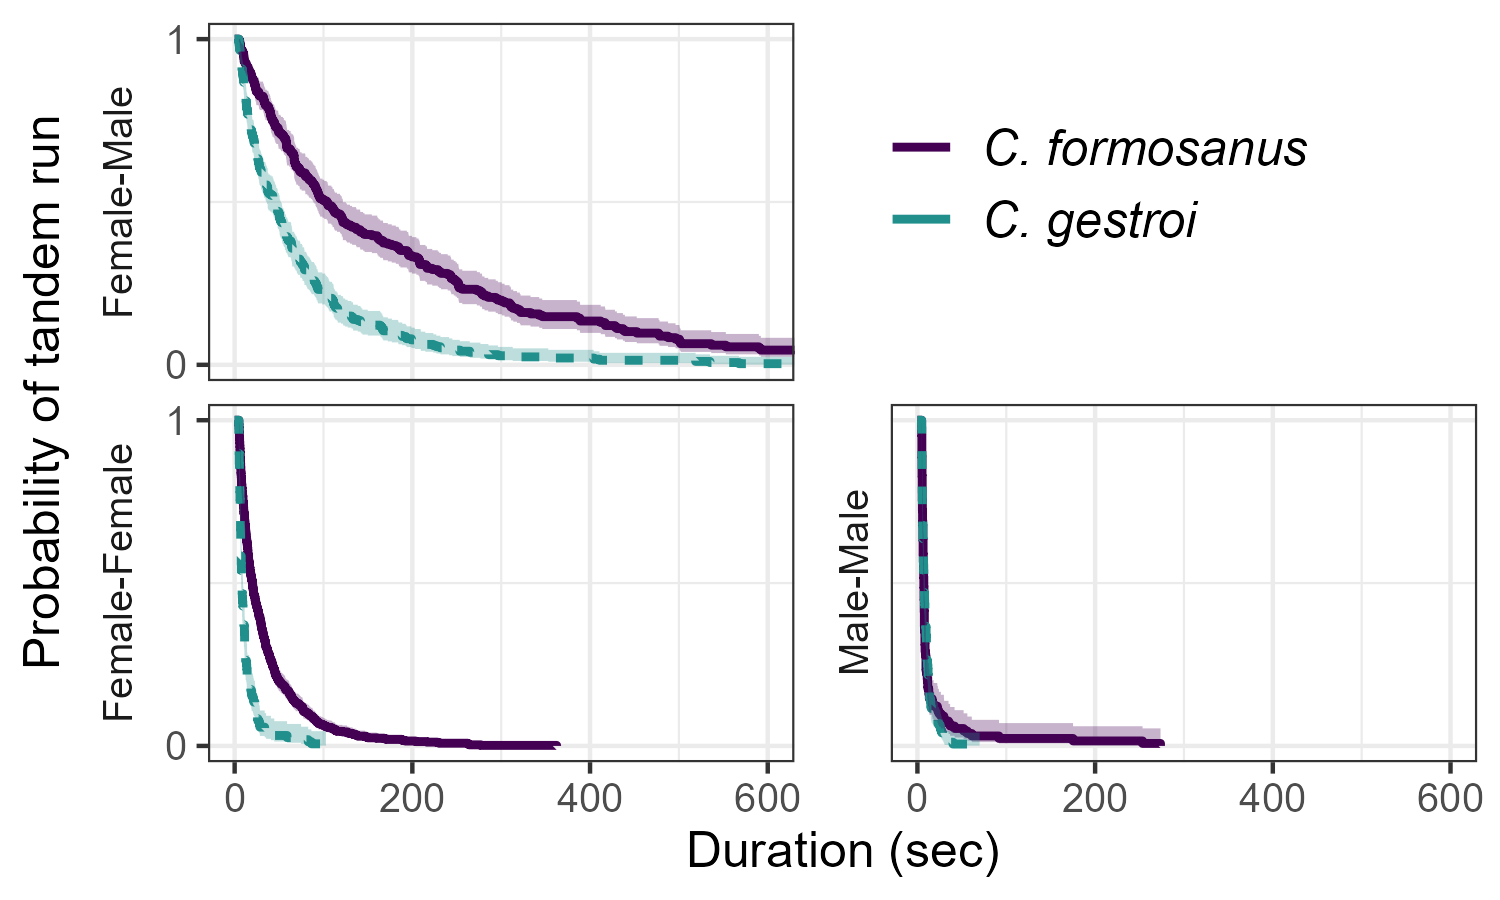 Probability of tandem run
Female-Male
1
0
C. formosanus
C. gestroi
Female-Female
1
0
0 200 400 600
Male-Male
0 200 400 600
Duration (sec)